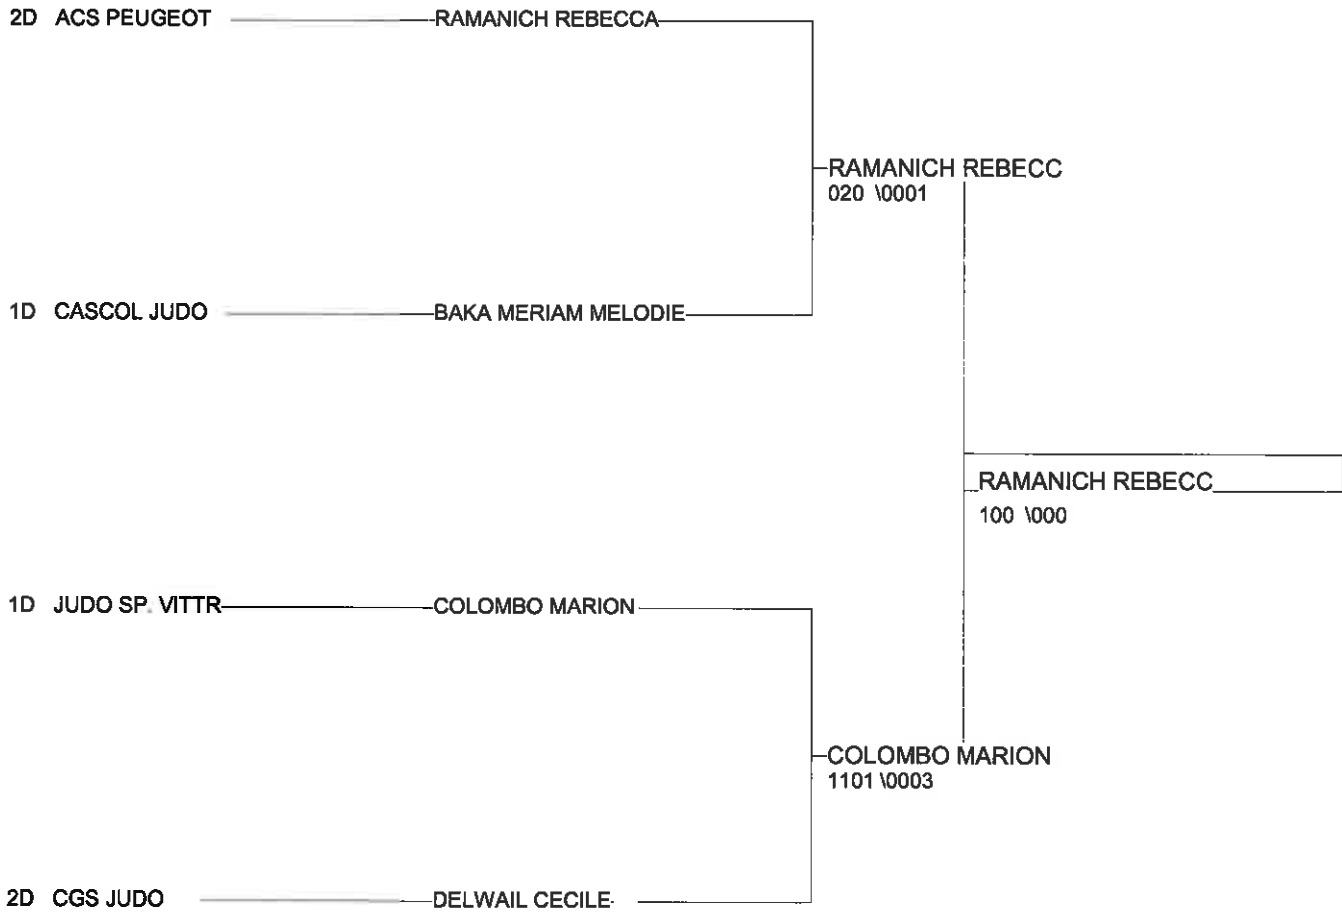 2D ACS PEUGEOT RAMANICH REBECCA
RAMANICH REBECC
020 \0001
1D CASCOL JUDO BAKA MERIAM MELODIE
RAMANICH REBECC
100 \000
1D JUDO SP. VITTR COLOMBO MARION
COLOMBO MARION
1101 \0003
2D CGS JUDO DELWAIL CECILE